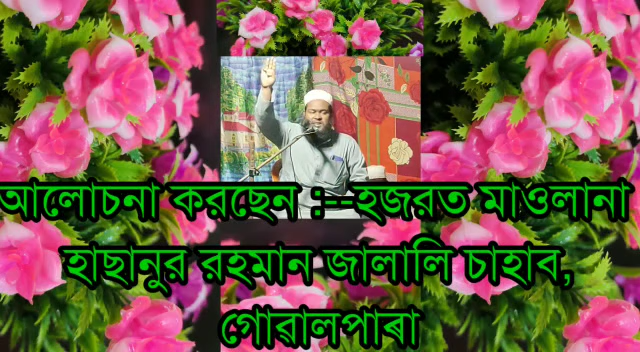 আলোচনা করছেন :--হজরত মাওলানা
হাছানুর রহমান জালালি চাহাব,
গোৱালপাৰা